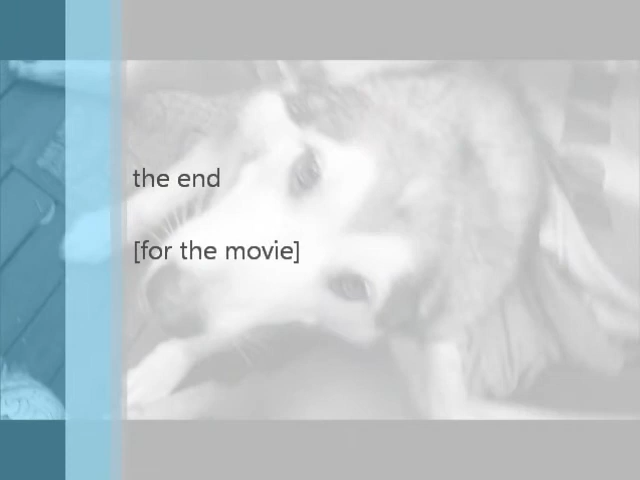 the end
[for the movie]